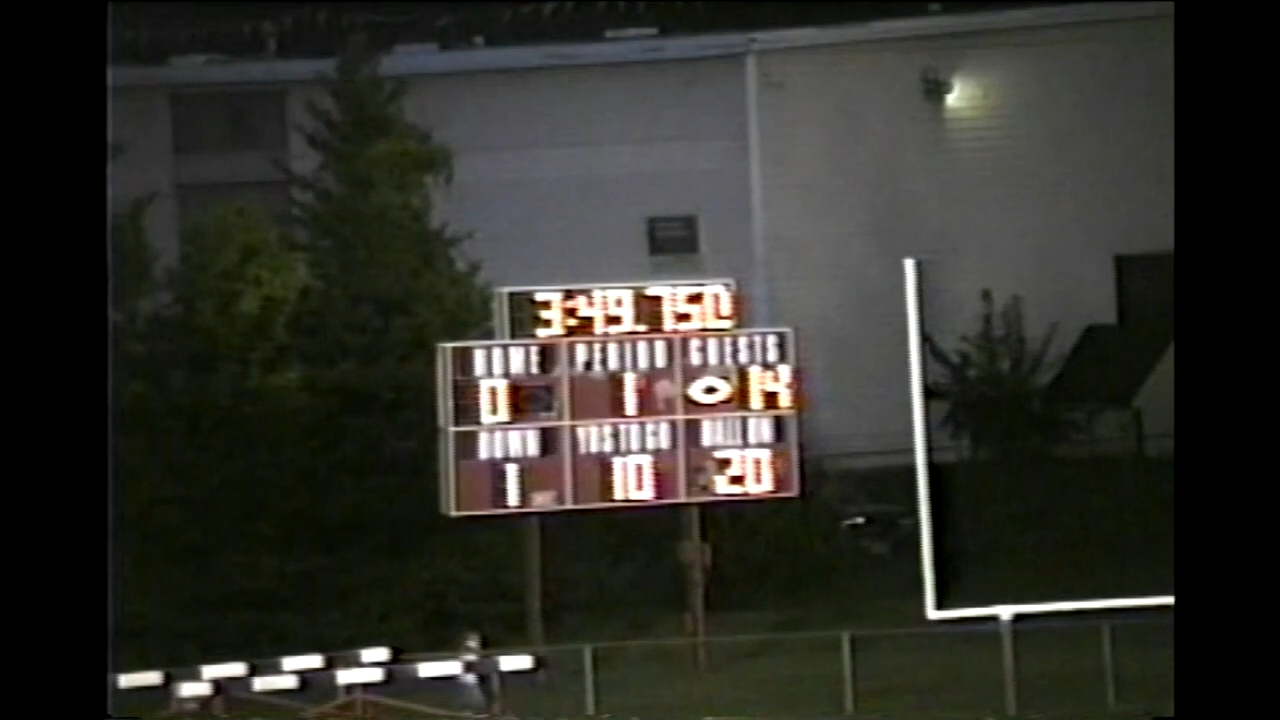 3:49.750
HOME PERIOD GUESTS
0 1 14
DOWN YDS TO GO BALL ON
1 10 20